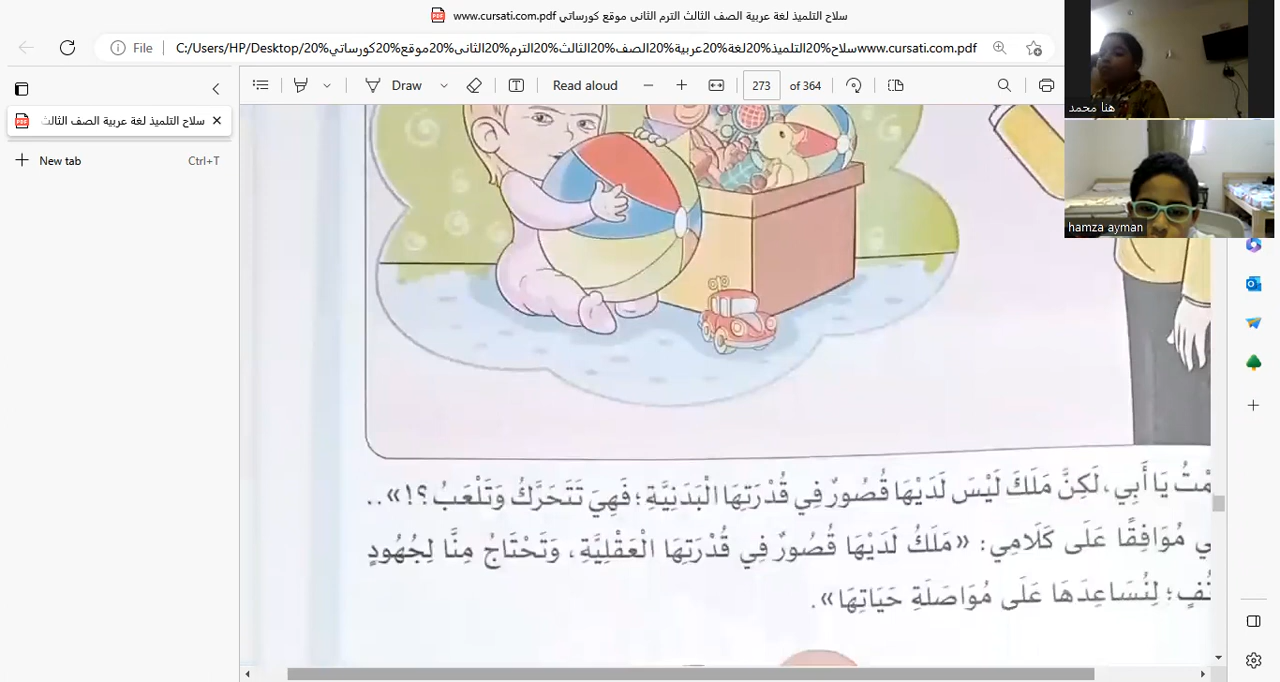 سلاح التلميذ لغة عربية الصف الثالث الترم الثانى موقع كورساتي www.cursati.com.pdf
File
C:/Users/HP/Desktop/سلاح%20التلميذ%20لغة%20عربية%20الصف%20الثالث%20الترم%20الثانى%20موقع%20كورساتي%20www.cursati.com.pdf
سلاح التلميذ لغة عربية الصف الثالث
New tab
Ctrl+T
Draw
Read aloud
273
of 364
هنا محمد
hamza ayman
يَا أَبِي، لَكِنَّ مَلَكَ لَيْسَ لَدَيْهَا قُصُورٌ فِي قُدْرَتِهَا الْبَدَنِيَّةِ؛ فَهِيَ تَتَحَرَّكُ وَتَلْعَبُ؟!»..
مُوَافِقًا عَلَى كَلَامِي: «مَلَكُ لَدَيْهَا قُصُورٌ فِي قُدْرَتِهَا الْعَقْلِيَّةِ، وَتَحْتَاجُ مِنَّا لِجُهُودٍ
لِنُسَاعِدَهَا عَلَى مُوَاصَلَةِ حَيَاتِهَا».